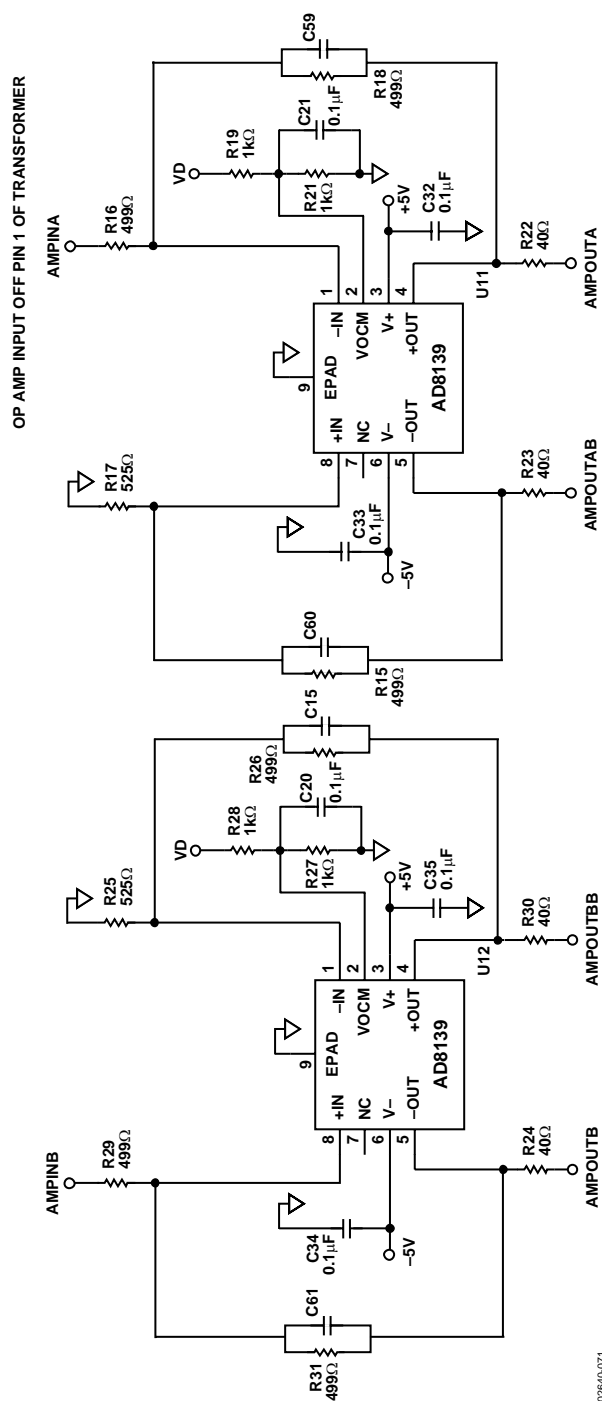 OP AMP INPUT OFF PIN 1 OF TRANSFORMER
AMPINA
R16
499Ω
R17
525Ω
VD
R19
1kΩ
R21
1kΩ
C21
0.1µF
C59
R18
499Ω
C60
R15
499Ω
C33
0.1µF
–5V
+5V
C32
0.1µF
9
EPAD
1
–IN
2
VOCM
3
V+
4
+OUT
8
+IN
7
NC
6
V–
5
–OUT
AD8139
U11
R22
40Ω
AMPOUTA
R23
40Ω
AMPOUTAB
AMPINB
R29
499Ω
R25
525Ω
VD
R28
1kΩ
R27
1kΩ
C20
0.1µF
C15
R26
499Ω
C61
R31
499Ω
C34
0.1µF
–5V
+5V
C35
0.1µF
9
EPAD
1
–IN
2
VOCM
3
V+
4
+OUT
8
+IN
7
NC
6
V–
5
–OUT
AD8139
U12
R30
40Ω
AMPOUTBB
R24
40Ω
AMPOUTB
02640-071